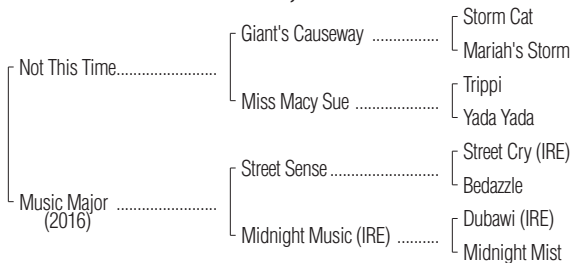 Storm Cat
Giant's Causeway ................
Mariah's Storm
Not This Time........................
Trippi
Miss Macy Sue ....................
Yada Yada
Street Cry (IRE)
Street Sense ..........................
Bedazzle
Music Major ........................
(2016)
Dubawi (IRE)
Midnight Music (IRE) ..........
Midnight Mist